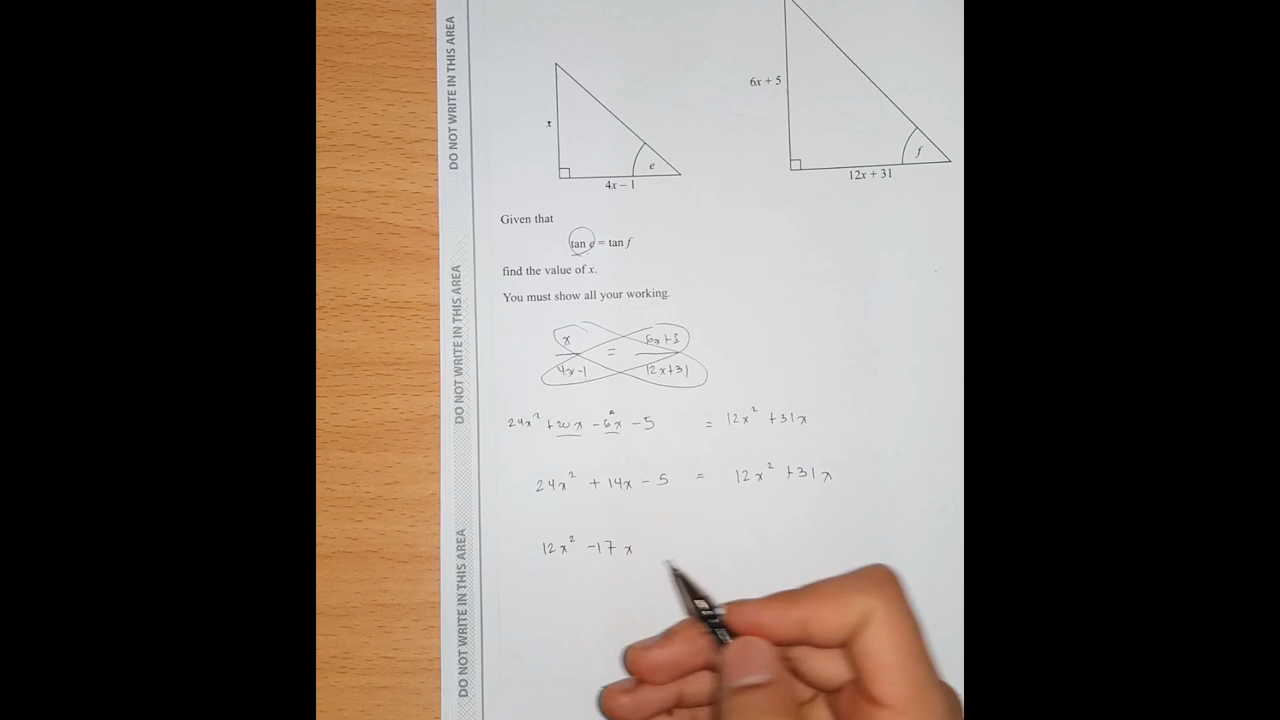 DO NOT WRITE IN THIS AREA
DO NOT WRITE IN THIS AREA
DO NOT WRITE IN THIS AREA
x
e
4x − 1
6x + 5
f
12x + 31
Given that
tan e = tan f
find the value of x.
You must show all your working.
x/4x-1 = 6x+5/12x+31
24x² +20x -6x -5 = 12x² +31x
24x² +14x -5 = 12x² +31x
12x² -17x